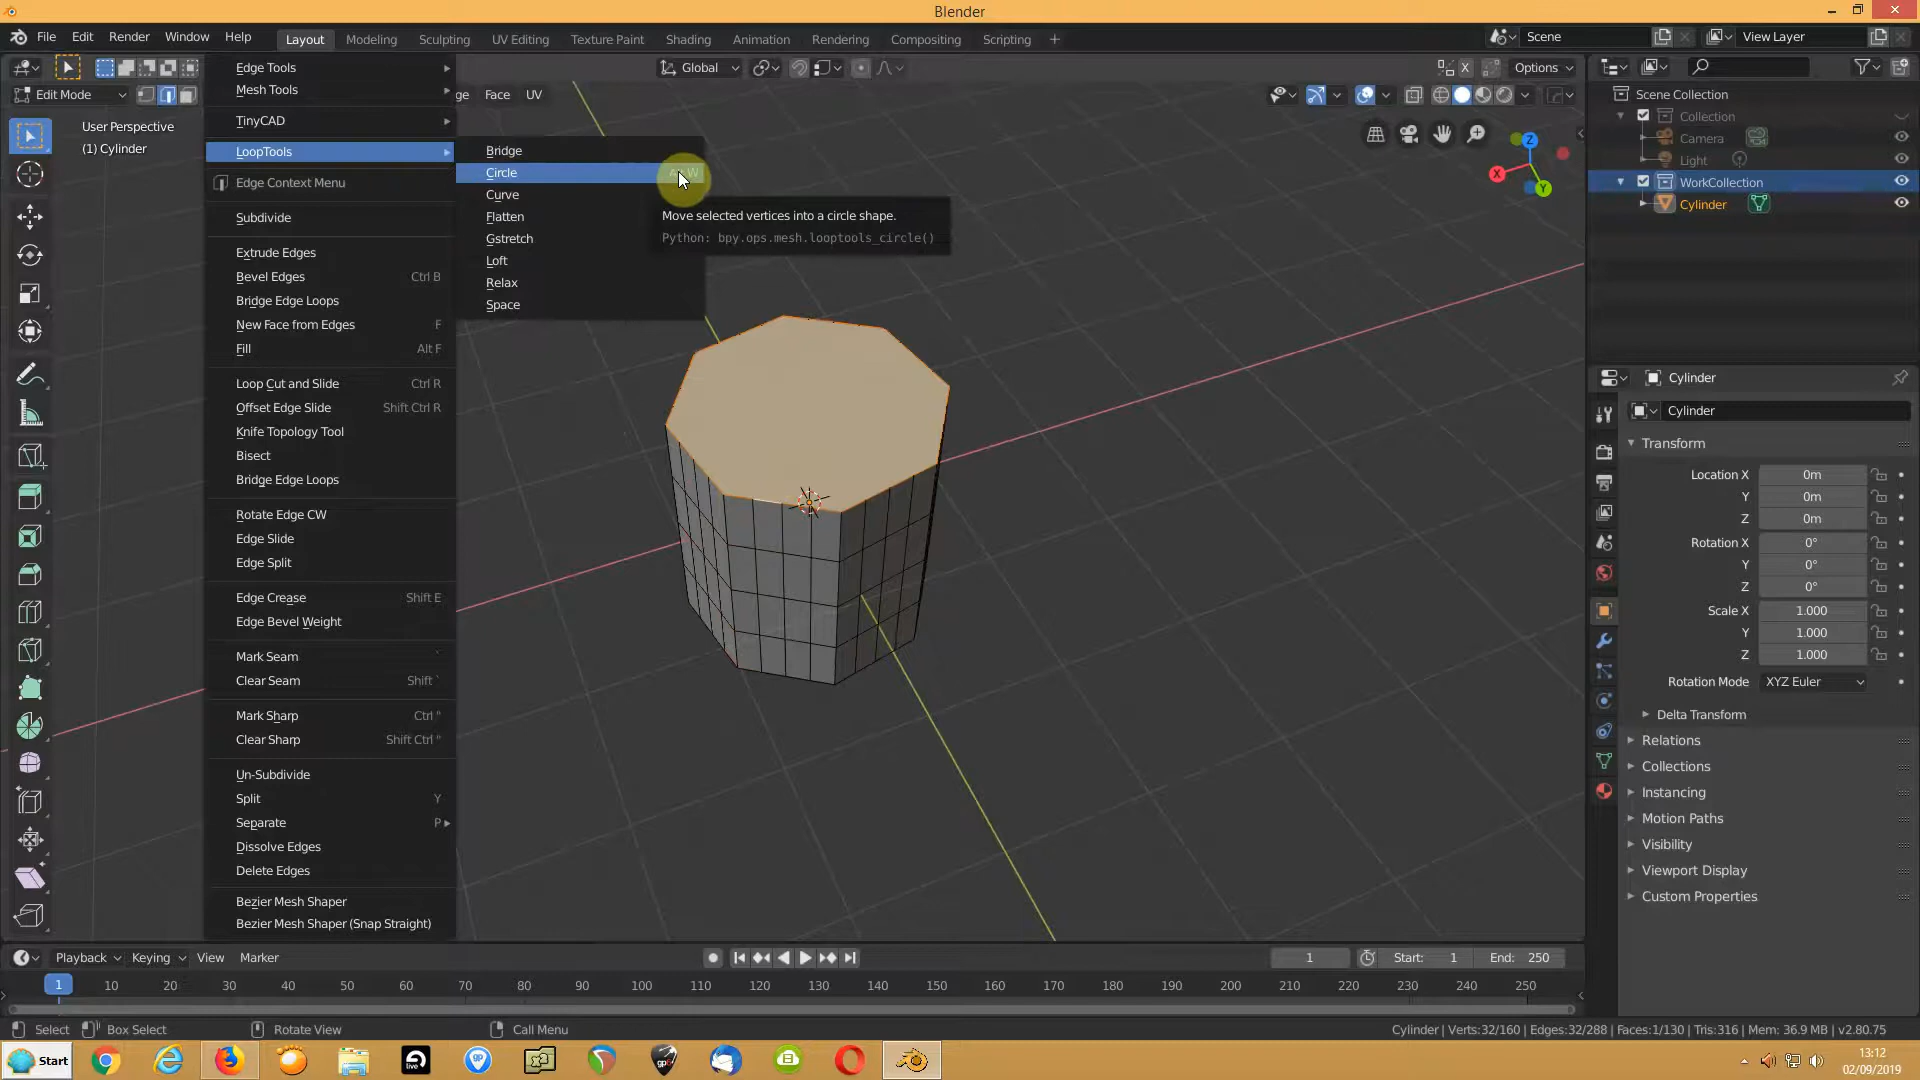 Blender
File Edit Render Window Help
Layout Modeling Sculpting UV Editing Texture Paint Shading Animation Rendering Compositing Scripting +
Scene
View Layer
Global
X
Options
Edit Mode
ge Face UV
User Perspective
(1) Cylinder
Edge Tools
Mesh Tools
TinyCAD
LoopTools
Edge Context Menu
Subdivide
Extrude Edges
Bevel Edges Ctrl B
Bridge Edge Loops
New Face from Edges F
Fill Alt F
Loop Cut and Slide Ctrl R
Offset Edge Slide Shift Ctrl R
Knife Topology Tool
Bisect
Bridge Edge Loops
Rotate Edge CW
Edge Slide
Edge Split
Edge Crease Shift E
Edge Bevel Weight
Mark Seam `
Clear Seam Shift `
Mark Sharp Ctrl "
Clear Sharp Shift Ctrl "
Un-Subdivide
Split Y
Separate P
Dissolve Edges
Delete Edges
Bezier Mesh Shaper
Bezier Mesh Shaper (Snap Straight)
Bridge
Circle
Curve
Flatten
Gstretch
Loft
Relax
Space
Move selected vertices into a circle shape.
Python: bpy.ops.mesh.looptools_circle()
Z
X
Y
Scene Collection
Collection
Camera
Light
WorkCollection
Cylinder
Cylinder
Cylinder
Transform
Location X 0m
Y 0m
Z 0m
Rotation X 0°
Y 0°
Z 0°
Scale X 1.000
Y 1.000
Z 1.000
Rotation Mode XYZ Euler
Delta Transform
Relations
Collections
Instancing
Motion Paths
Visibility
Viewport Display
Custom Properties
Playback Keying View Marker
1
Start: 1
End: 250
1 10 20 30 40 50 60 70 80 90 100 110 120 130 140 150 160 170 180 190 200 210 220 230 240 250
Select Box Select Rotate View Call Menu
Cylinder | Verts:32/160 | Edges:32/288 | Faces:1/130 | Tris:316 | Mem: 36.9 MB | v2.80.75
Start
live
gp
gp6
13:12
02/09/2019